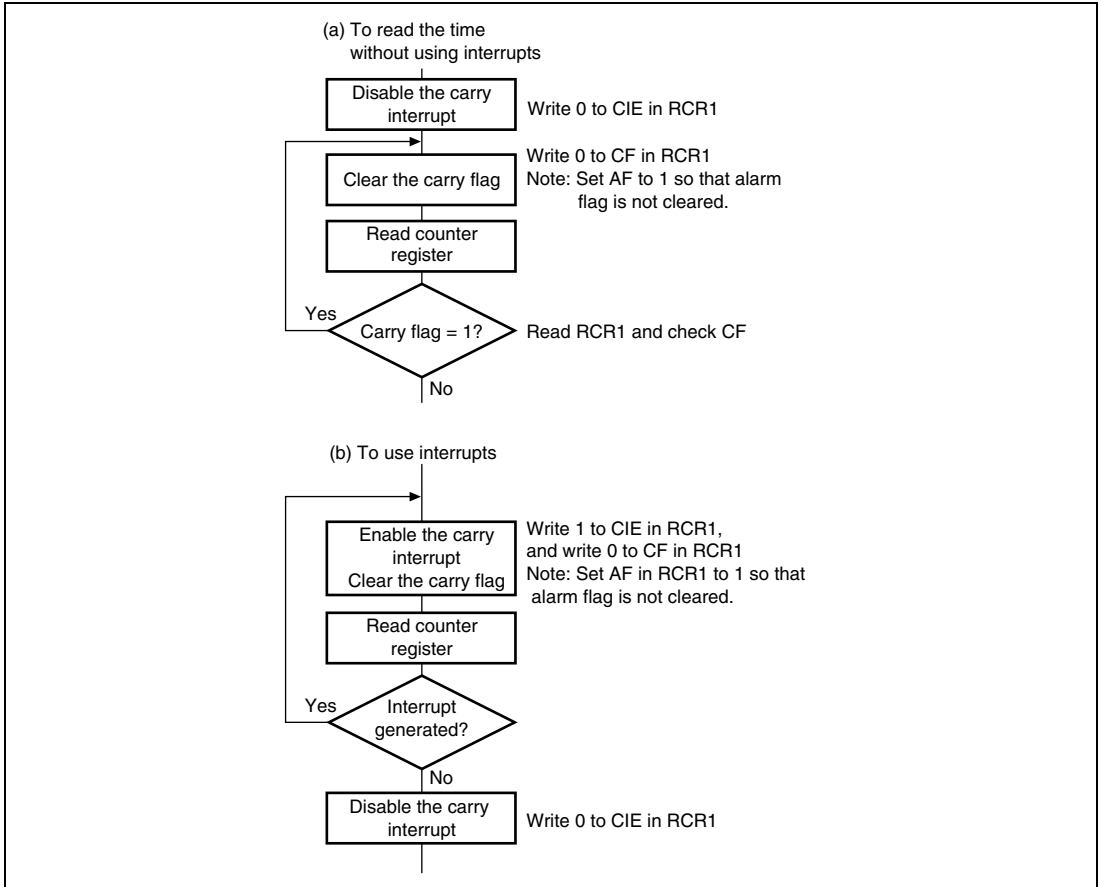 (a) To read the time
without using interrupts
Disable the carry
interrupt
Write 0 to CIE in RCR1
Clear the carry flag
Write 0 to CF in RCR1
Note: Set AF to 1 so that alarm
flag is not cleared.
Read counter
register
Yes
Carry flag = 1?
Read RCR1 and check CF
No
(b) To use interrupts
Enable the carry
interrupt
Clear the carry flag
Write 1 to CIE in RCR1,
and write 0 to CF in RCR1
Note: Set AF in RCR1 to 1 so that
alarm flag is not cleared.
Read counter
register
Yes
Interrupt
generated?
No
Disable the carry
interrupt
Write 0 to CIE in RCR1